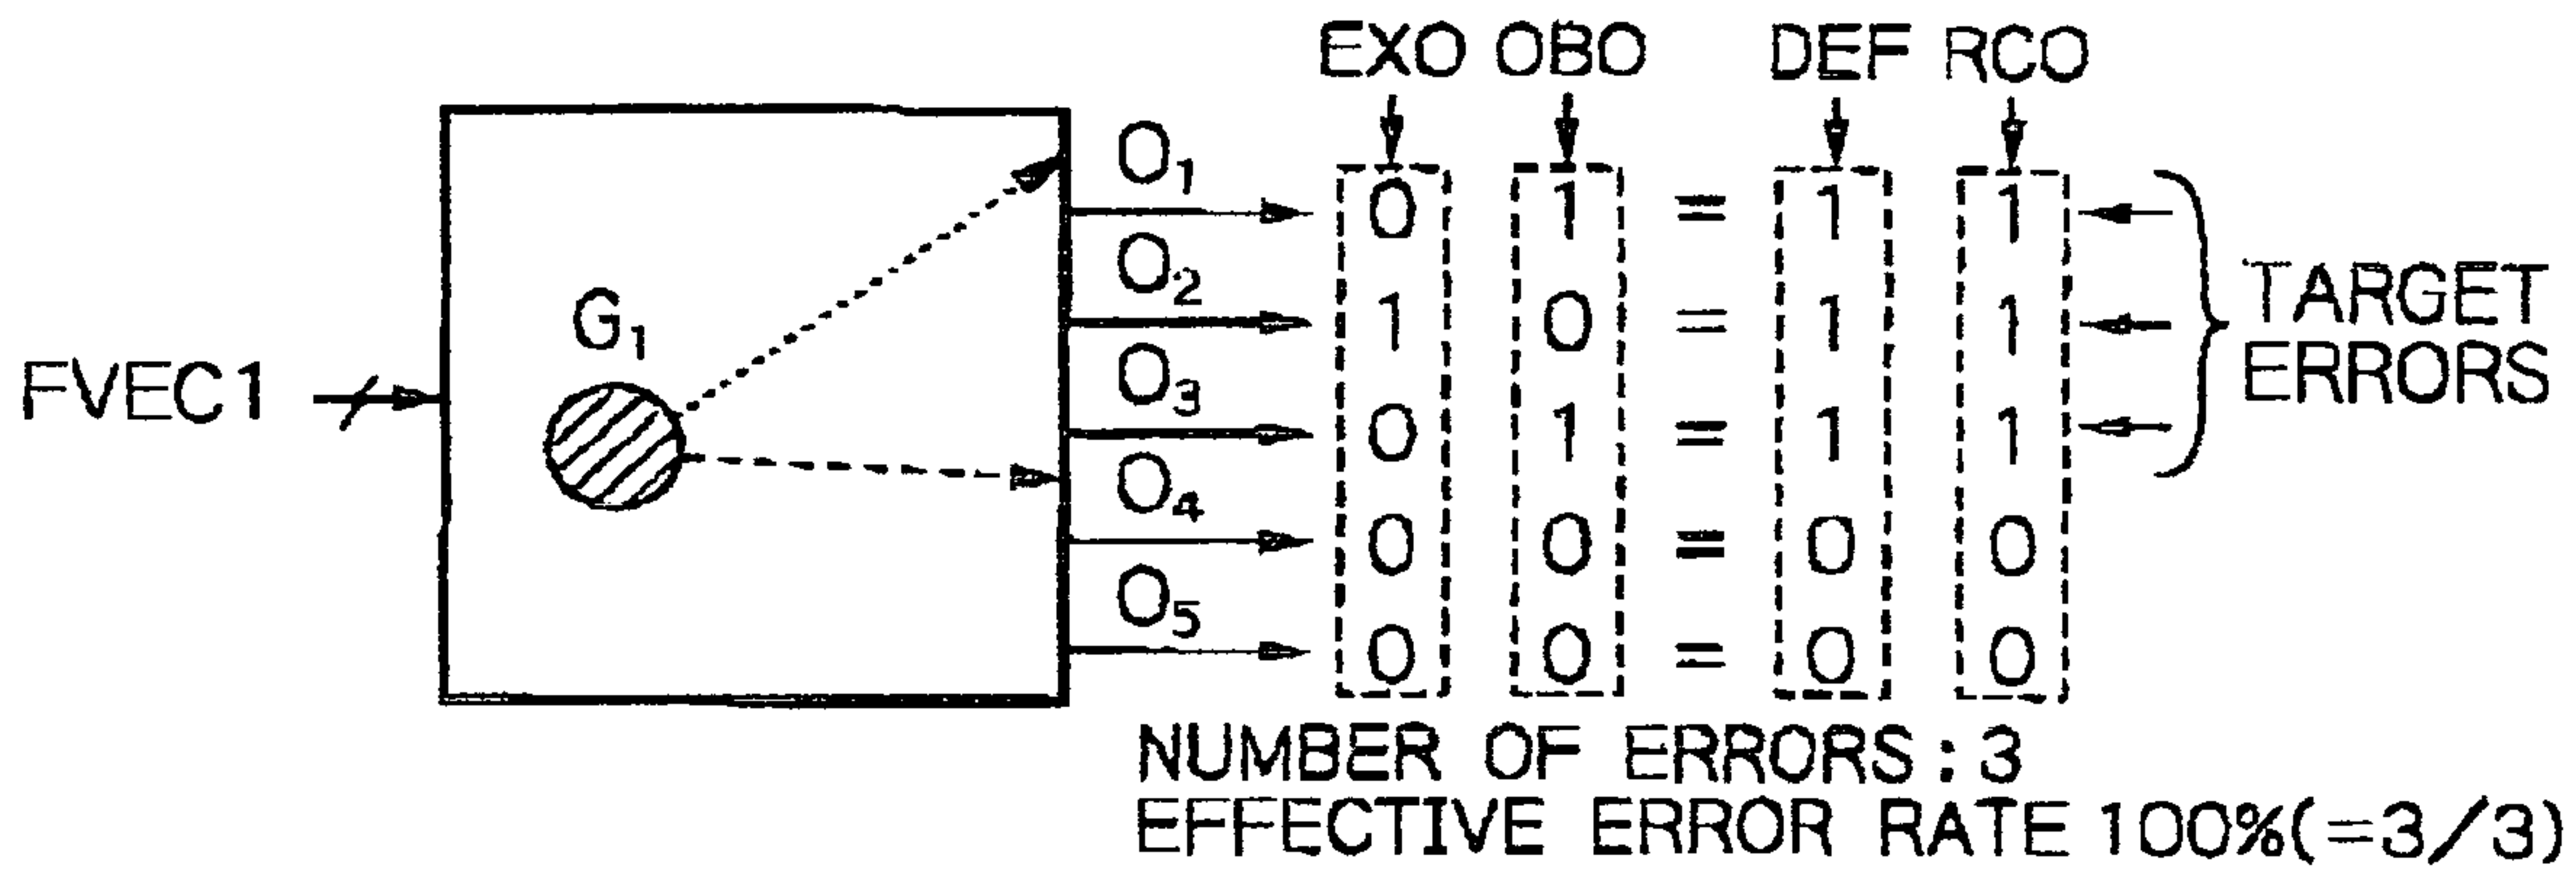 EXO OBO DEF RCO
O1 0 1 = 1 1
O2 1 0 = 1 1
O3 0 1 = 1 1
O4 0 0 = 0 0
O5 0 0 = 0 0
G1
FVEC1
TARGET
ERRORS
NUMBER OF ERRORS : 3
EFFECTIVE ERROR RATE 100%(=3/3)